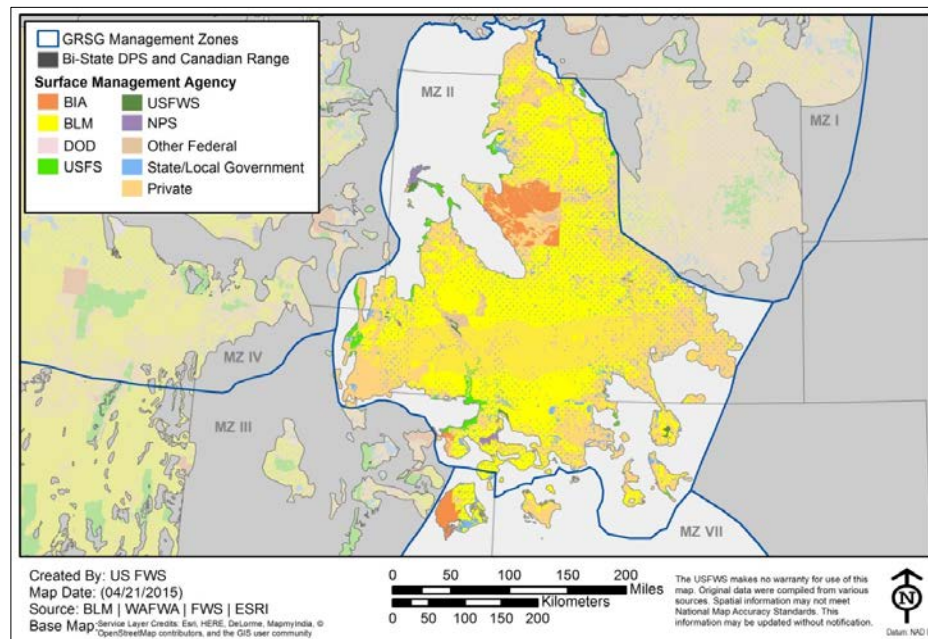 GRSG Management Zones
Bi-State DPS and Canadian Range
Surface Management Agency
BIA
BLM
DOD
USFS
USFWS
NPS
Other Federal
State/Local Government
Private
MZ II
MZ I
MZ IV
MZ III
MZ VII
Created By: US FWS
Map Date: (04/21/2015)
Source: BLM | WAFWA | FWS | ESRI
Base Map: Service Layer Credits: Esri, HERE, DeLorme, MapmyIndia, ©
OpenStreetMap contributors, and the GIS user community
0 50 100 150 200
Miles
Kilometers
0 50 100 150 200
The USFWS makes no warranty for use of this
map. Original data were compiled from various
sources. Spatial information may not meet
National Map Accuracy Standards. This
information may be updated without notification.
N
Datum: NAD